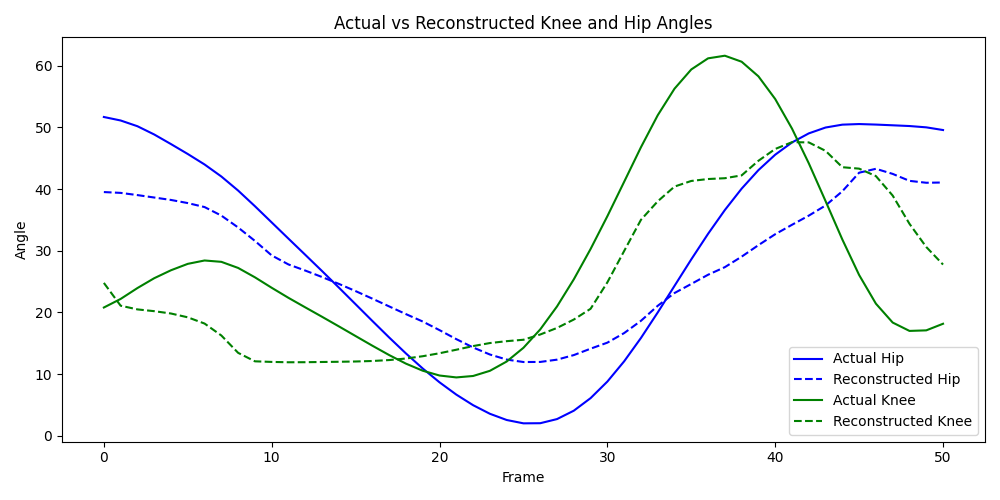 Actual vs Reconstructed Knee and Hip Angles
Angle
60
50
40
30
20
10
0
0 10 20 30 40 50
Frame
Actual Hip
Reconstructed Hip
Actual Knee
Reconstructed Knee